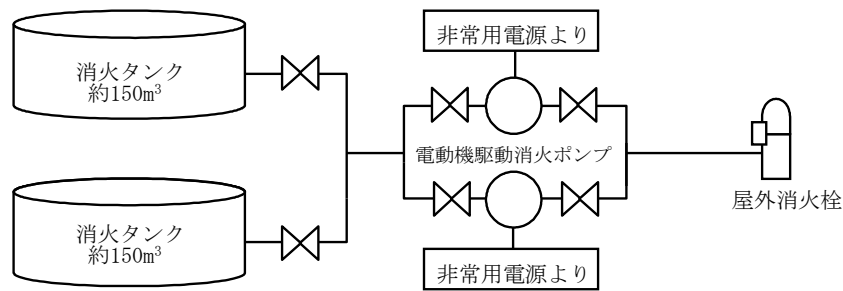 非常用電源より
消火タンク
約150m³
電動機駆動消火ポンプ
屋外消火栓
消火タンク
約150m³
非常用電源より